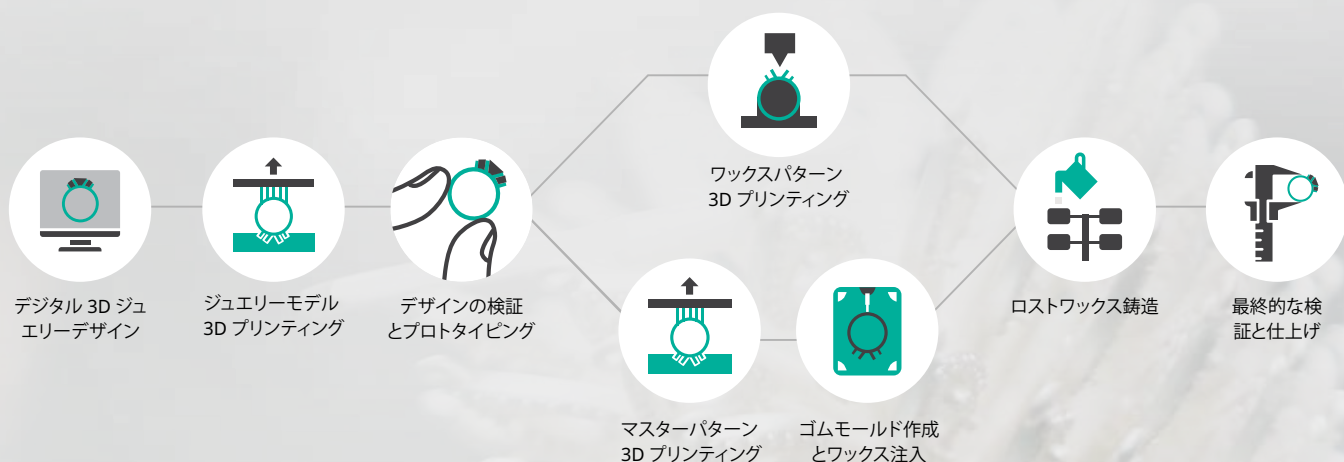 デジタル 3D ジュ
エリーデザイン
ジュエリーモデル
3D プリンティング
デザインの検証
とプロトタイピング
ワックスパターン
3D プリンティング
マスターパターン
3D プリンティング
ゴムモールド作成
とワックス注入
ロストワックス鋳造
最終的な検
証と仕上げ